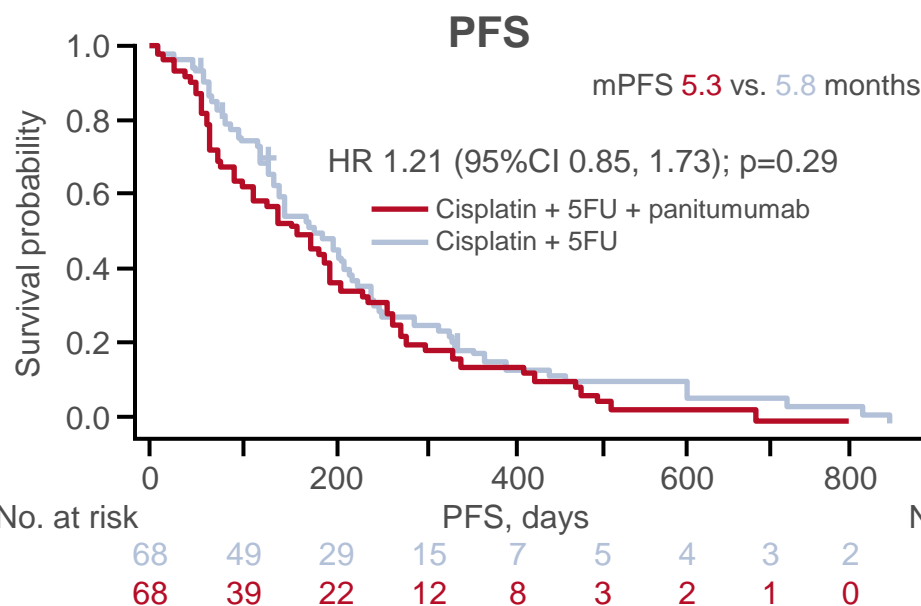 PFS
mPFS 5.3 vs. 5.8 months
HR 1.21 (95%CI 0.85, 1.73); p=0.29
Cisplatin + 5FU + panitumumab
Cisplatin + 5FU
Survival probability
1.0
0.8
0.6
0.4
0.2
0.0
0 200 400 600 800
No. at risk PFS, days N
68 49 29 15 7 5 4 3 2
68 39 22 12 8 3 2 1 0